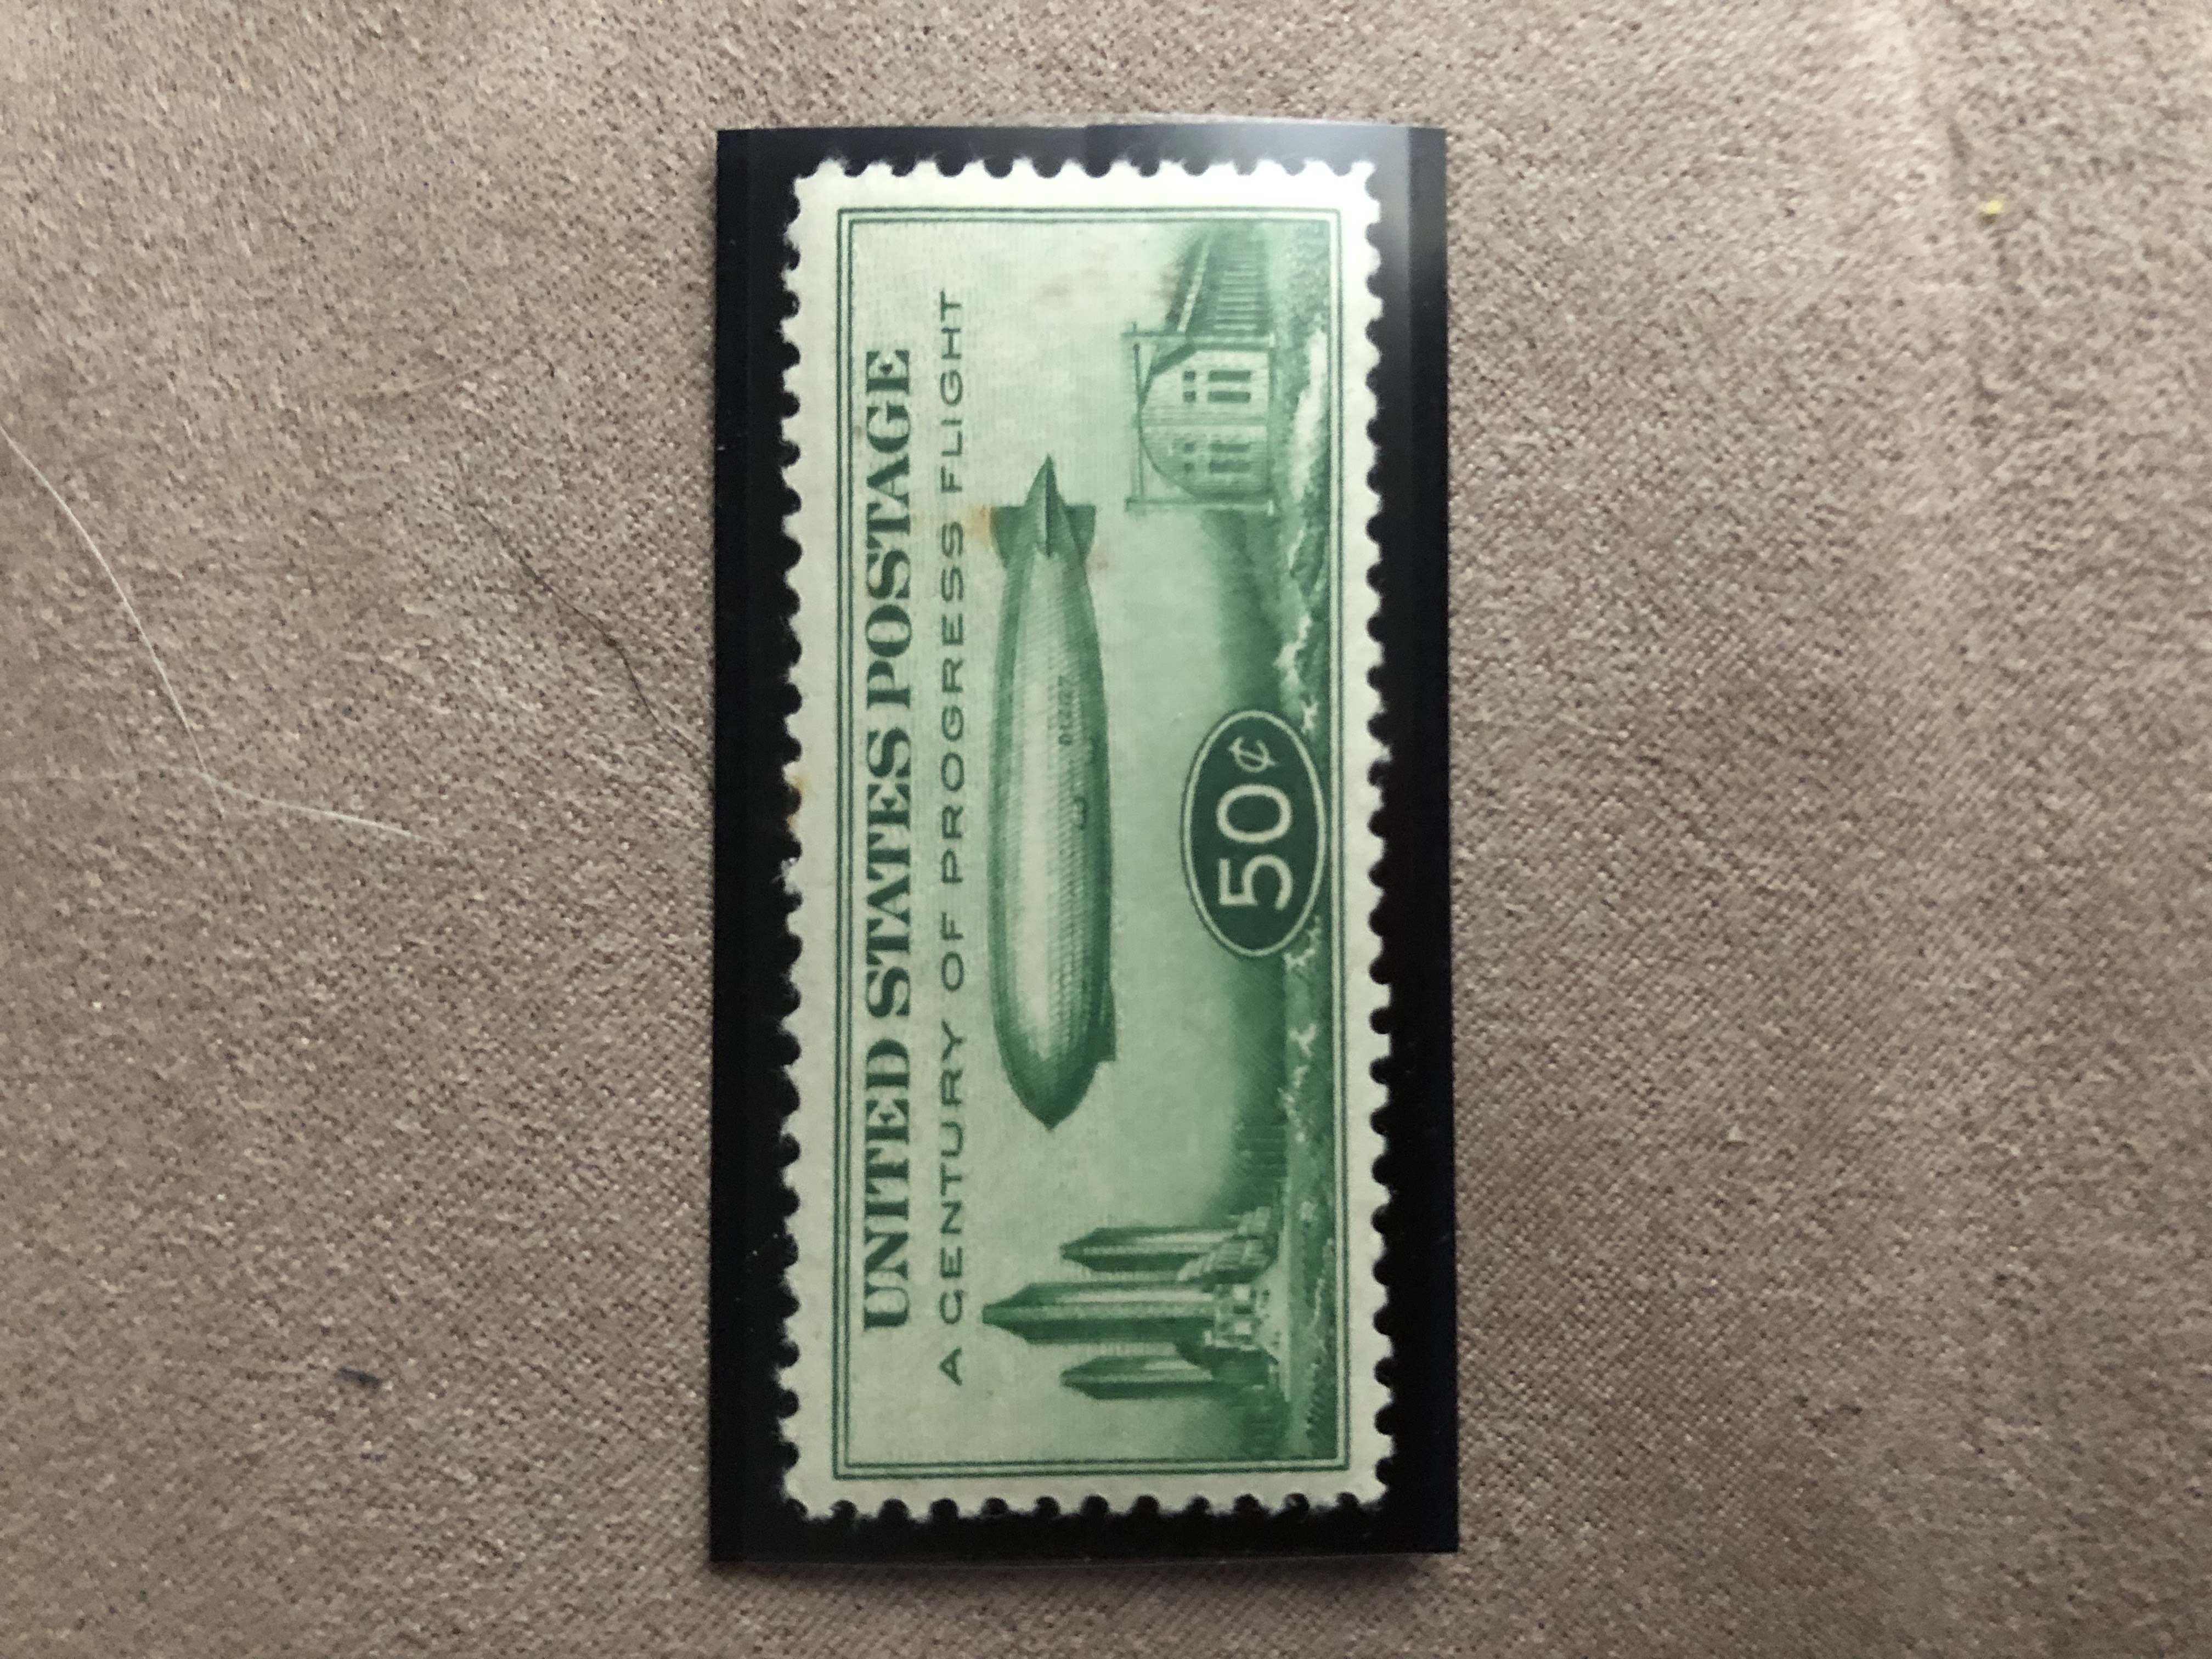 UNITED STATES POSTAGE
A CENTURY OF PROGRESS FLIGHT
50¢